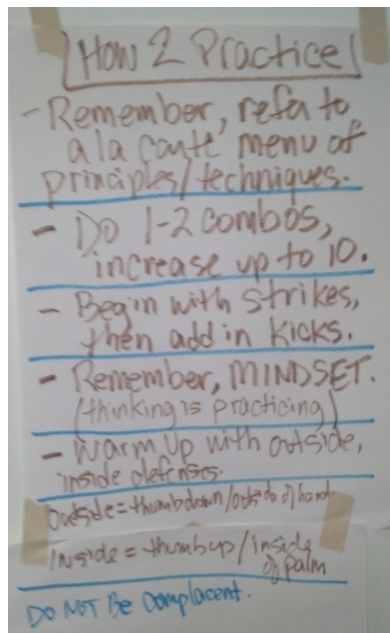 How 2 Practice
- Remember, refer to
a la carte menu of
principles/techniques.
- Do 1-2 combos,
increase up to 10.
- Begin with strikes,
then add in kicks.
- Remember, MINDSET.
(thinking is practicing)
- Warm up with outside,
inside defenses.
Outside = thumb down/outside of hand
Inside = thumb up/inside
of palm
DO NOT Be complacent.